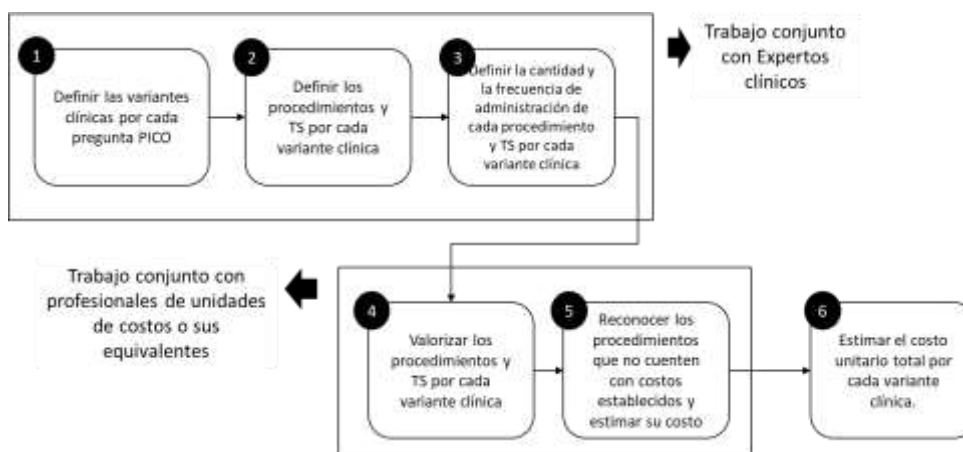 1
Definir las variantes
clínicas por cada
pregunta PICO
2
Definir los
procedimientos y
TS por cada
variante clínica
3
Definir la cantidad y
la frecuencia de
administración de
cada procedimiento
y TS por cada
variante clínica
Trabajo conjunto
con Expertos
clínicos
Trabajo conjunto con
profesionales de unidades
de costos o sus
equivalentes
4
Valorizar los
procedimientos y
TS por cada
variante clínica
5
Reconocer los
procedimientos
que no cuenten
con costos
establecidos y
estimar su costo
6
Estimar el costo
unitario total por
cada variante
clínica.